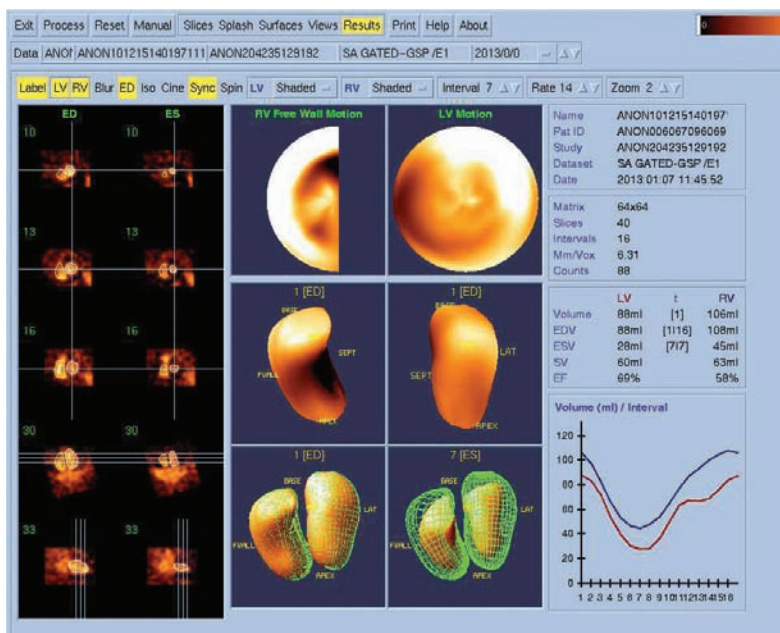 Exit Process Reset Manual Slices Splash Surfaces Views Results Print Help About
0
Data ANON ANON101215140197111 ANON204235129192 SA GATED-GSP /E1 2013/0/0
Label LV RV Blur ED Iso Cine Sync Spin LV Shaded RV Shaded Interval 7 Rate 14 Zoom 2
ED ES
10 10
13 13
16 16
30 30
33 33
RV Free Wall Motion LV Motion
1 [ED] 1 [ED]
BASE BASE
SEPT LAT
FWALL SEPT
APEX APEX
1 [ED] 7 [ES]
BASE BASE
LAT LAT
FWALL FWALL
APEX APEX
Name ANON101215140197
Pat ID ANON006067096069
Study ANON204235129192
Dataset SA GATED-GSP /E1
Date 2013:01:07 11:45:52
Matrix 64x64
Slices 40
Intervals 16
Mm/Vox 6.31
Counts 88
LV t RV
Volume 88ml [1] 106ml
EDV 88ml [1|16] 108ml
ESV 28ml [7|7] 45ml
SV 60ml 63ml
EF 69% 58%
Volume (ml) / Interval
120
100
80
60
40
20
0
1 2 3 4 5 6 7 8 9 10 11 12 13 14 15 16